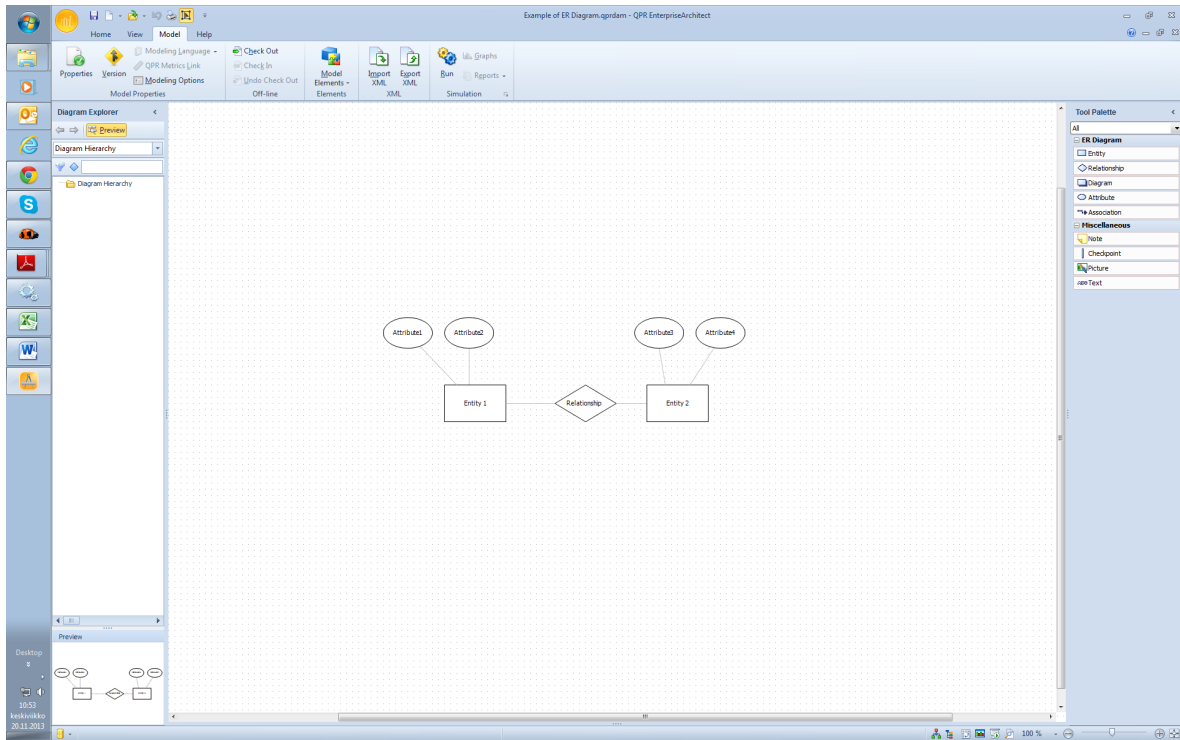 Example of ER Diagram.qprdam - QPR EnterpriseArchitect
Home View Model Help
Properties
Version
Modeling Language
QPR Metrics Link
Modeling Options
Model Properties
Check Out
Check In
Undo Check Out
Off-line
Model Elements
Elements
Import XML
Export XML
XML
Run
Graphs
Reports
Simulation
Diagram Explorer
Preview
Diagram Hierarchy
Diagram Hierarchy
Attribute1
Attribute2
Attribute3
Attribute4
Entity 1
Relationship
Entity 2
Tool Palette
All
ER Diagram
Entity
Relationship
Diagram
Attribute
Association
Miscellaneous
Note
Checkpoint
Picture
Text
Preview
Desktop
10:53
keskiviikko
20.11.2013
100 %